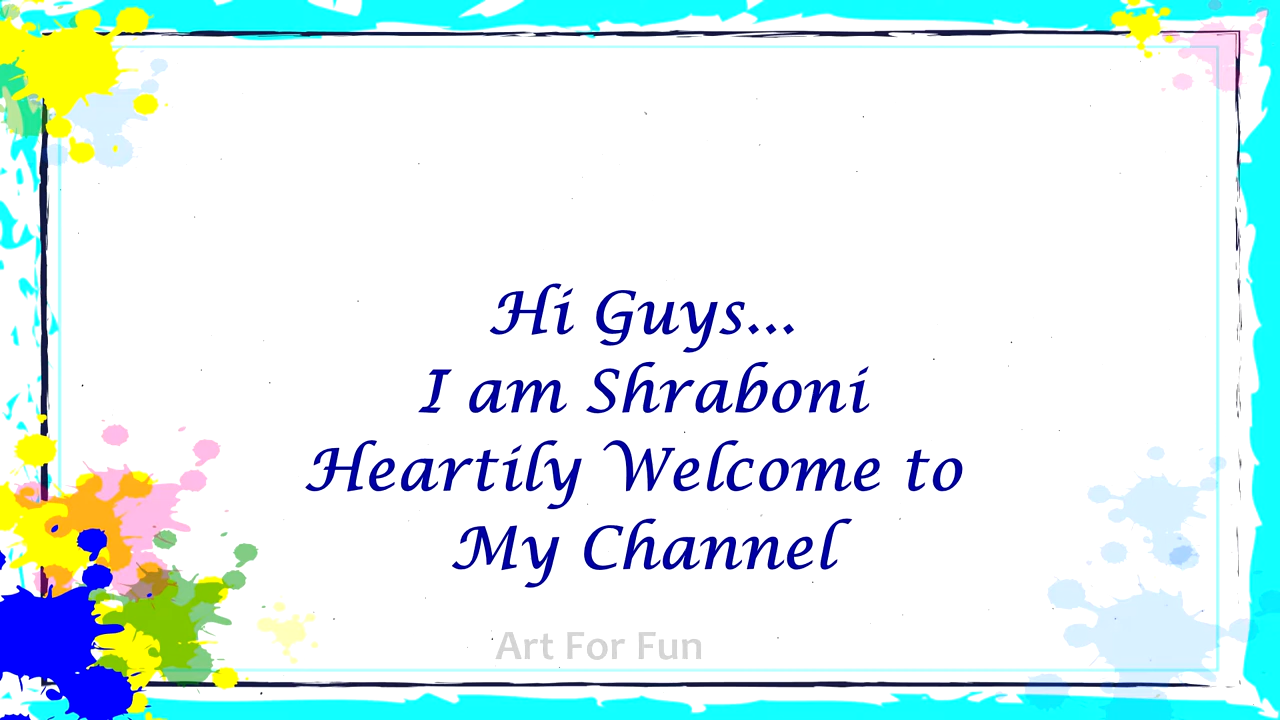 Hi Guys...
I am Shraboni
Heartily Welcome to
My Channel
Art For Fun